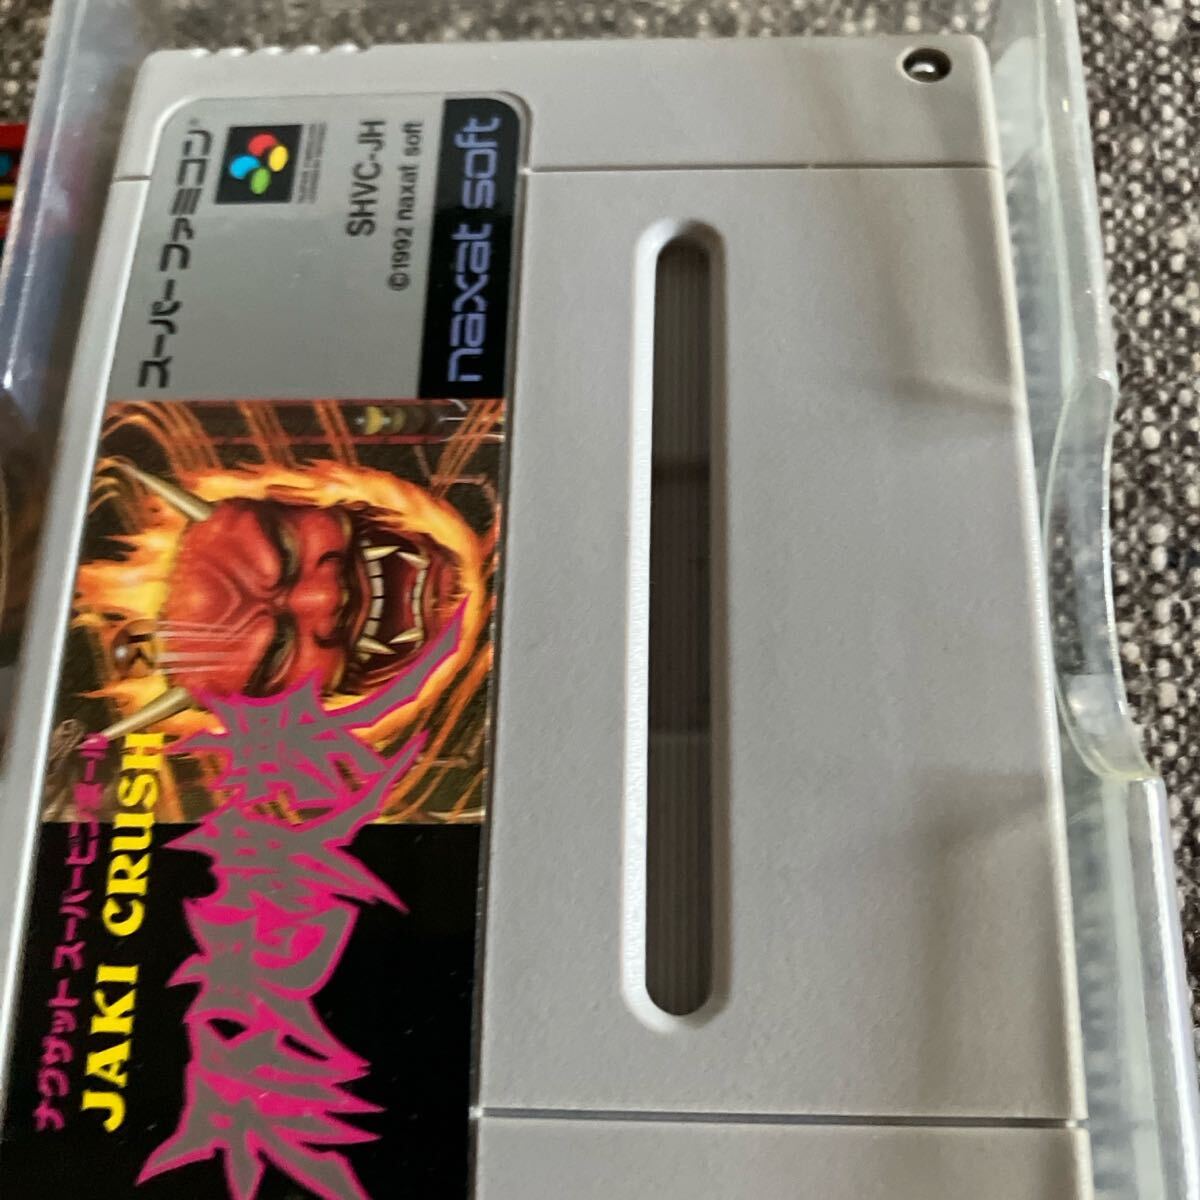 スーパーファミコン
SHVC-JH
©1992 naxat soft
naxat soft
ナグザット スーパーピンボール
JAKI CRUSH
邪鬼破壊